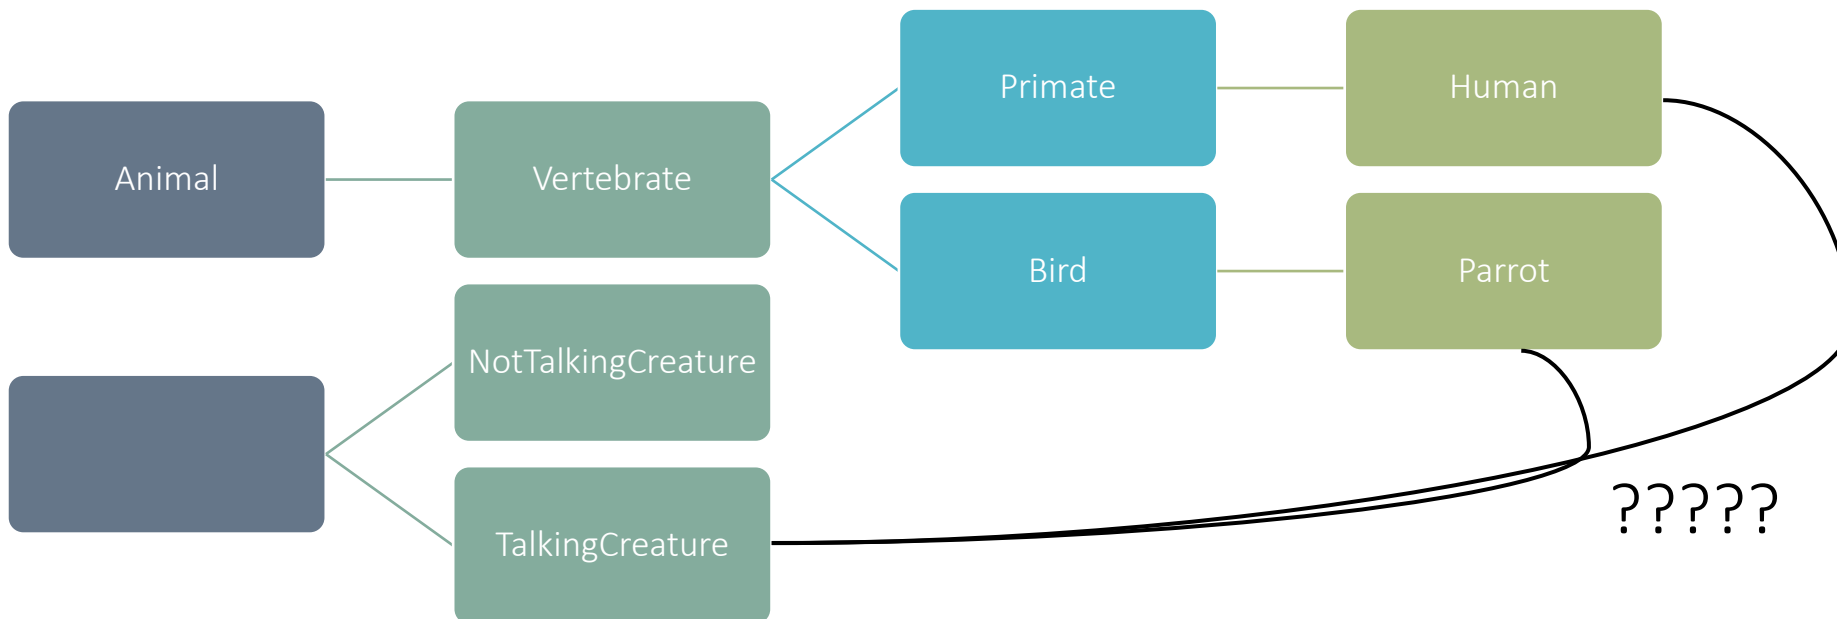 Animal
Vertebrate
Primate
Human
Bird
Parrot
NotTalkingCreature
TalkingCreature
?????